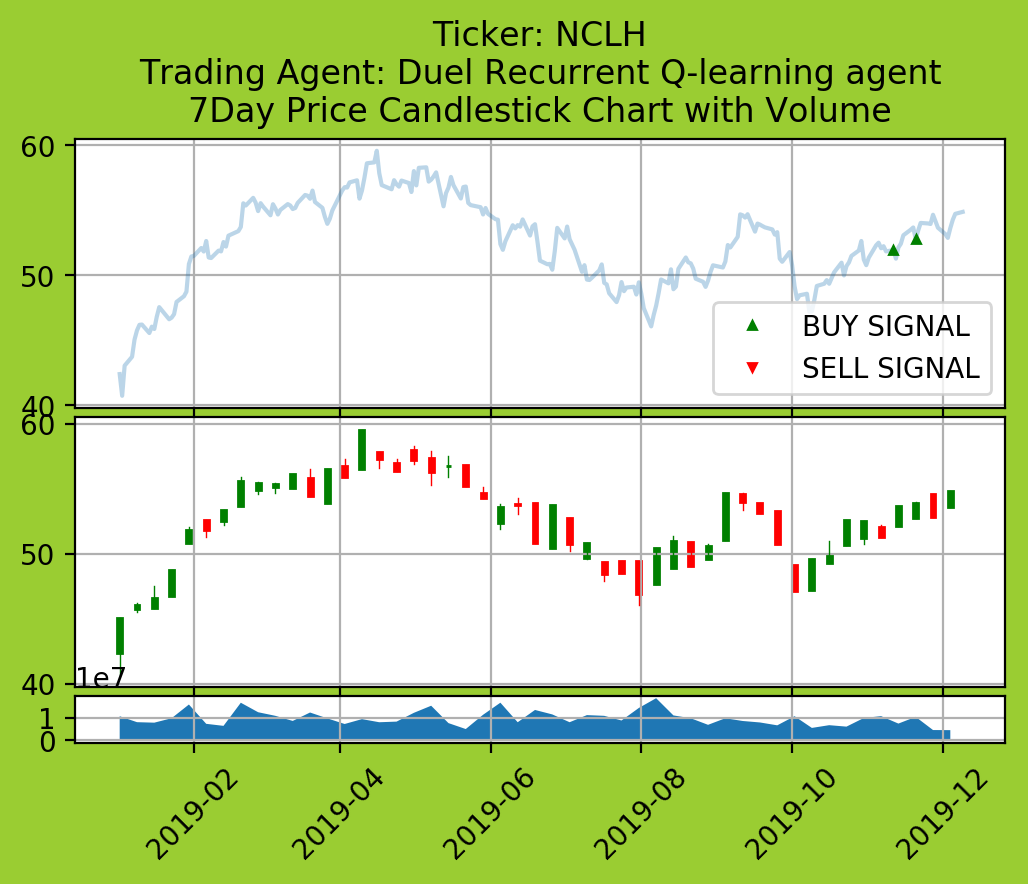 Ticker: NCLH
Trading Agent: Duel Recurrent Q-learning agent
7Day Price Candlestick Chart with Volume
60
50
40
BUY SIGNAL
SELL SIGNAL
60
50
40
1e7
1
0
2019-02
2019-04
2019-06
2019-08
2019-10
2019-12